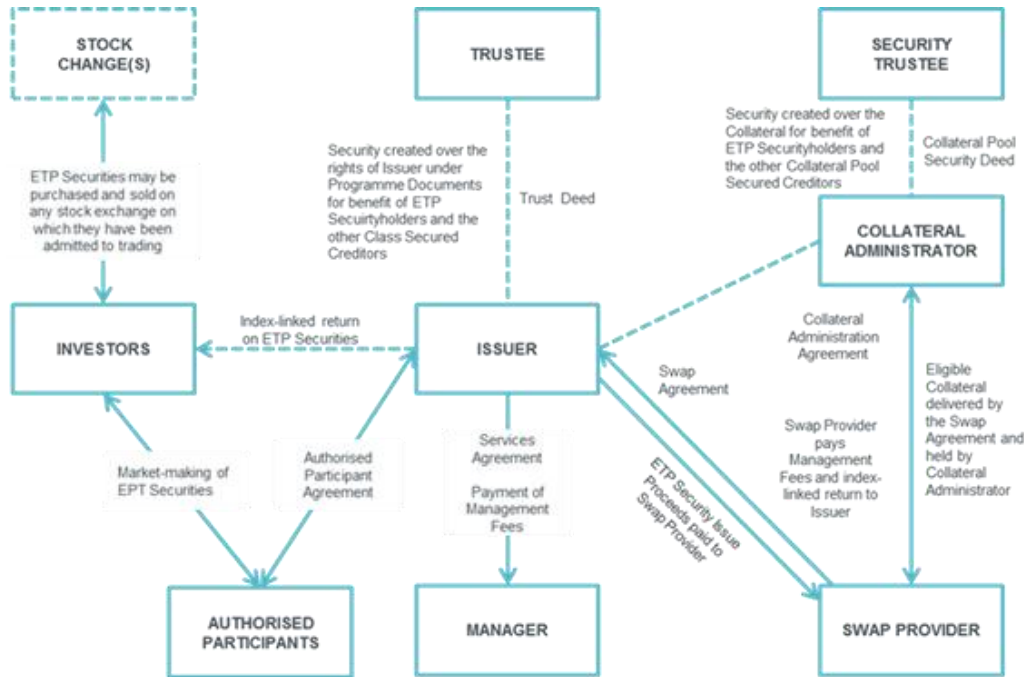 STOCK
CHANGE(S)
TRUSTEE
SECURITY
TRUSTEE
ETP Securities may be
purchased and sold on
any stock exchange on
which they have been
admitted to trading
Security created over the
rights of Issuer under
Programme Documents
for benefit of ETP
Secuirtyholders and the
other Class Secured
Creditors
Trust Deed
Security created over the
Collateral for benefit of
ETP Securityholders and
the other Collateral Pool
Secured Creditors
Collateral Pool
Security Deed
COLLATERAL
ADMINISTRATOR
INVESTORS
Index-linked return
on ETP Securities
ISSUER
Swap
Agreement
Collateral
Administration
Agreement
Eligible
Collateral
delivered by
the Swap
Agreement and
held by
Collateral
Administrator
Market-making of
EPT Securities
Authorised
Participant
Agreement
Services
Agreement
Payment of
Management
Fees
ETP Security Issue
Proceeds paid to
Swap Provider
Swap Provider
pays
Management
Fees and index-
linked return to
Issuer
AUTHORISED
PARTICIPANTS
MANAGER
SWAP PROVIDER